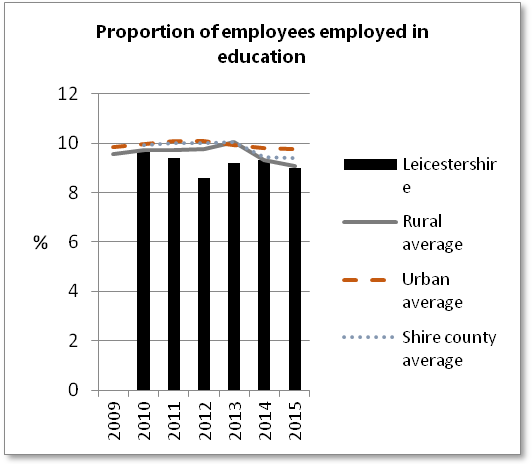 Proportion of employees employed in
education
12
10
8
6
4
2
0
%
2009
2010
2011
2012
2013
2014
2015
Leicestershir
e
Rural
average
Urban
average
Shire county
average